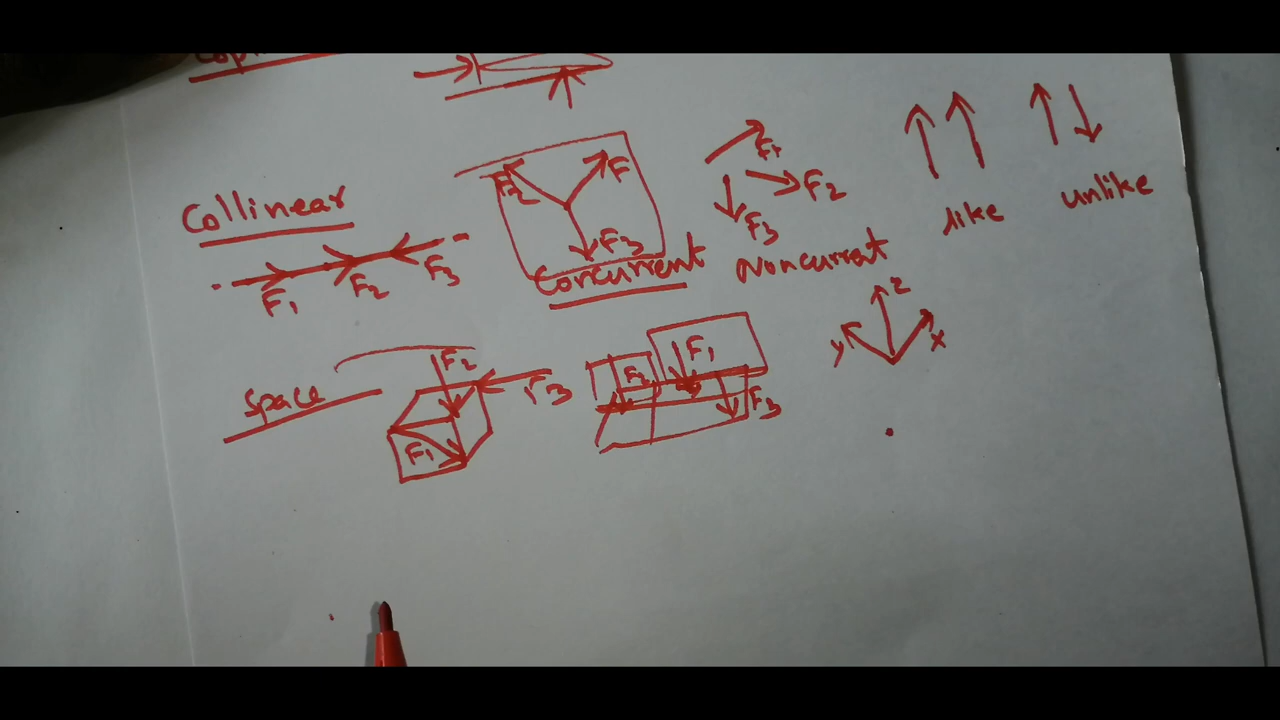 Collinear
F1 F2 F3
F2 F F3
Concurrent
F1 F2 F3
Noncurrat
like
unlike
Space
F1 F2 F3
F2 F1 F3
y z x